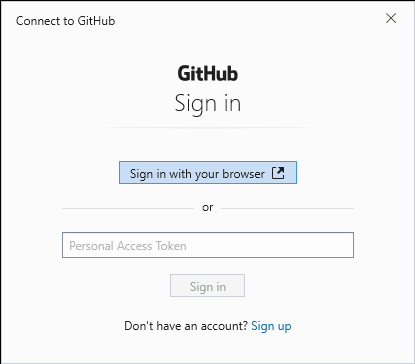 Connect to GitHub
GitHub
Sign in
Sign in with your browser
or
Personal Access Token
Sign in
Don't have an account? Sign up